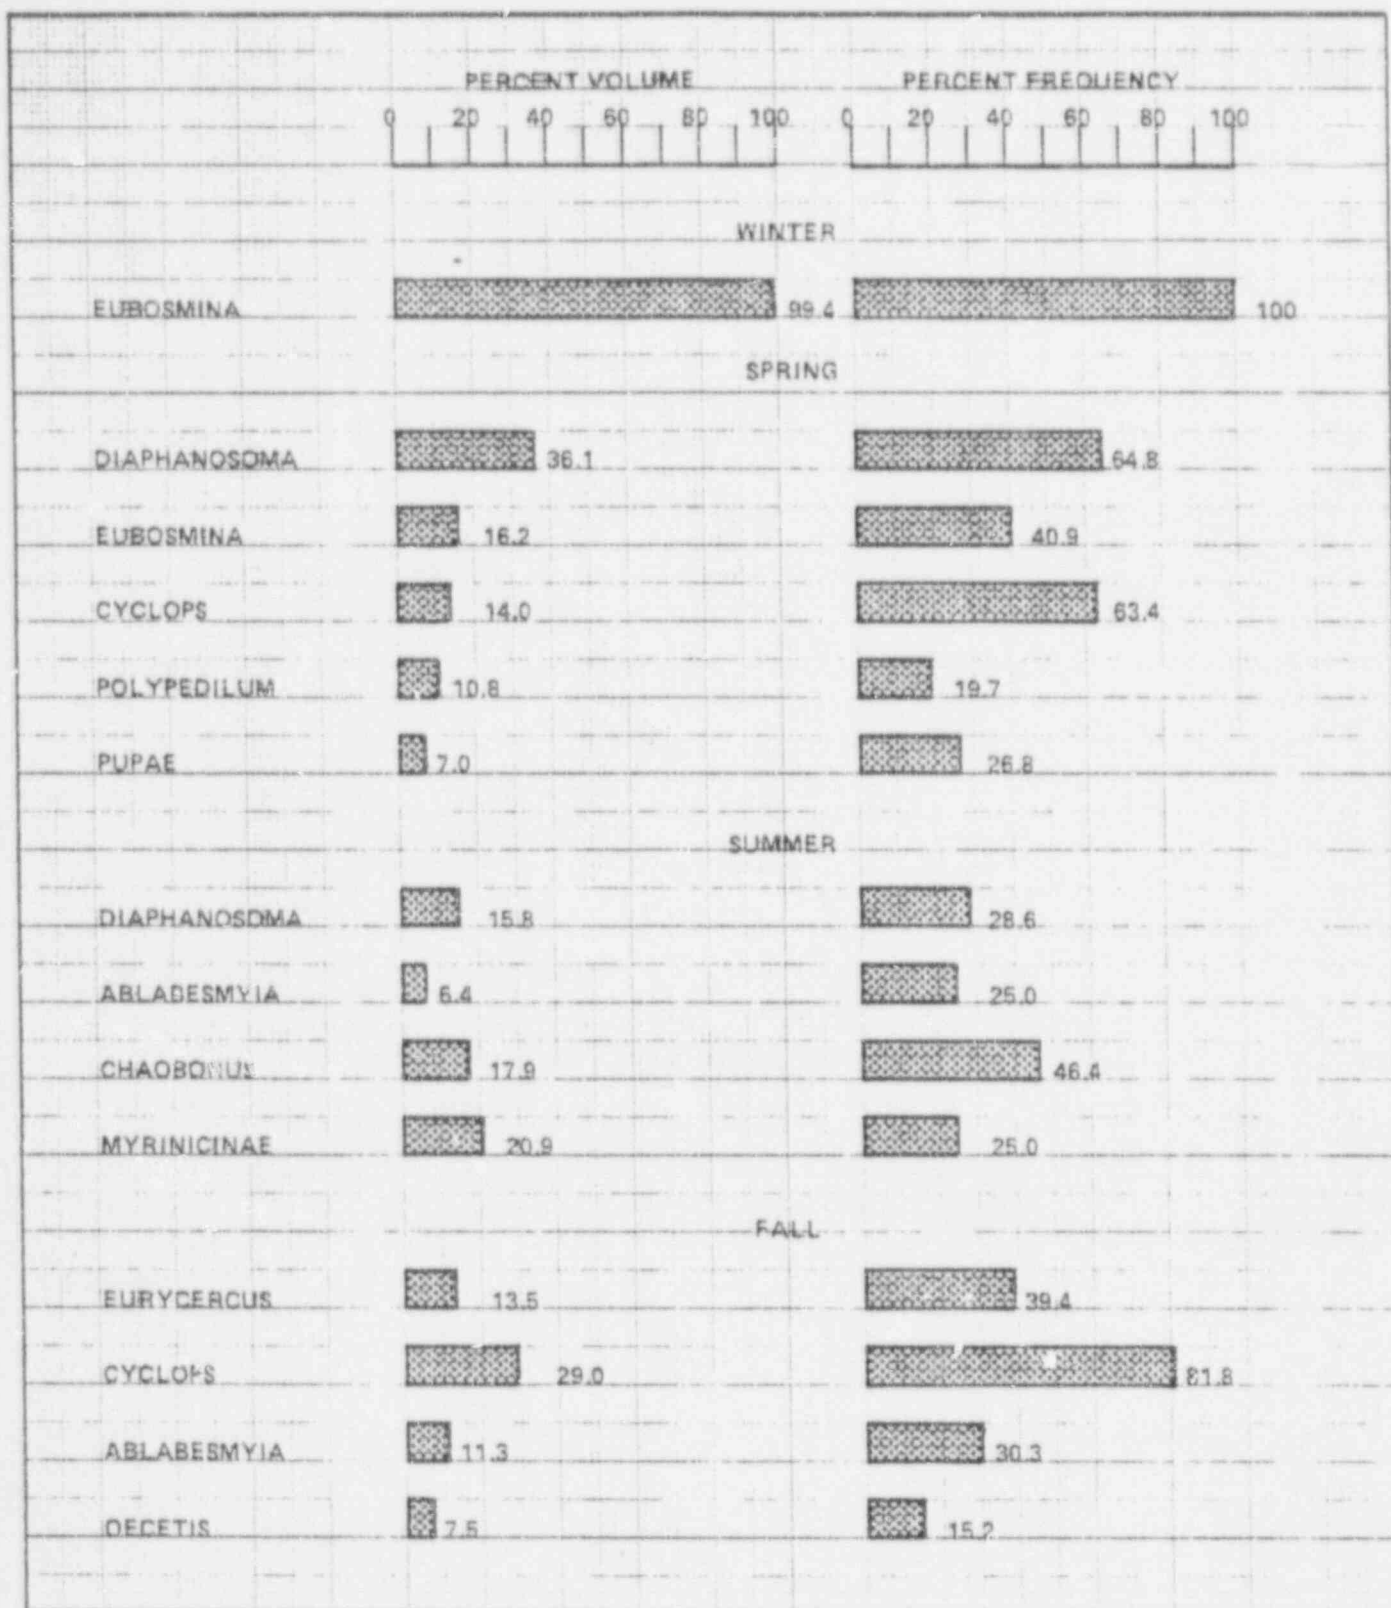 PERCENT VOLUME PERCENT FREQUENCY
0 20 40 60 80 100 0 20 40 60 80 100
WINTER
EUBOSMINA 99.4 100
SPRING
DIAPHANOSOMA 36.1 64.8
EUBOSMINA 16.2 40.9
CYCLOPS 14.0 63.4
POLYPEDILUM 10.8 19.7
PUPAE 7.0 26.8
SUMMER
DIAPHANOSOMA 15.8 28.6
ABLABESMYIA 6.4 25.0
CHAOBONUS 17.9 46.4
MYRINICINAE 20.9 25.0
FALL
EURYCERCUS 13.5 39.4
CYCLOPS 29.0 81.8
ABLABESMYIA 11.3 30.3
OECETIS 7.5 15.2